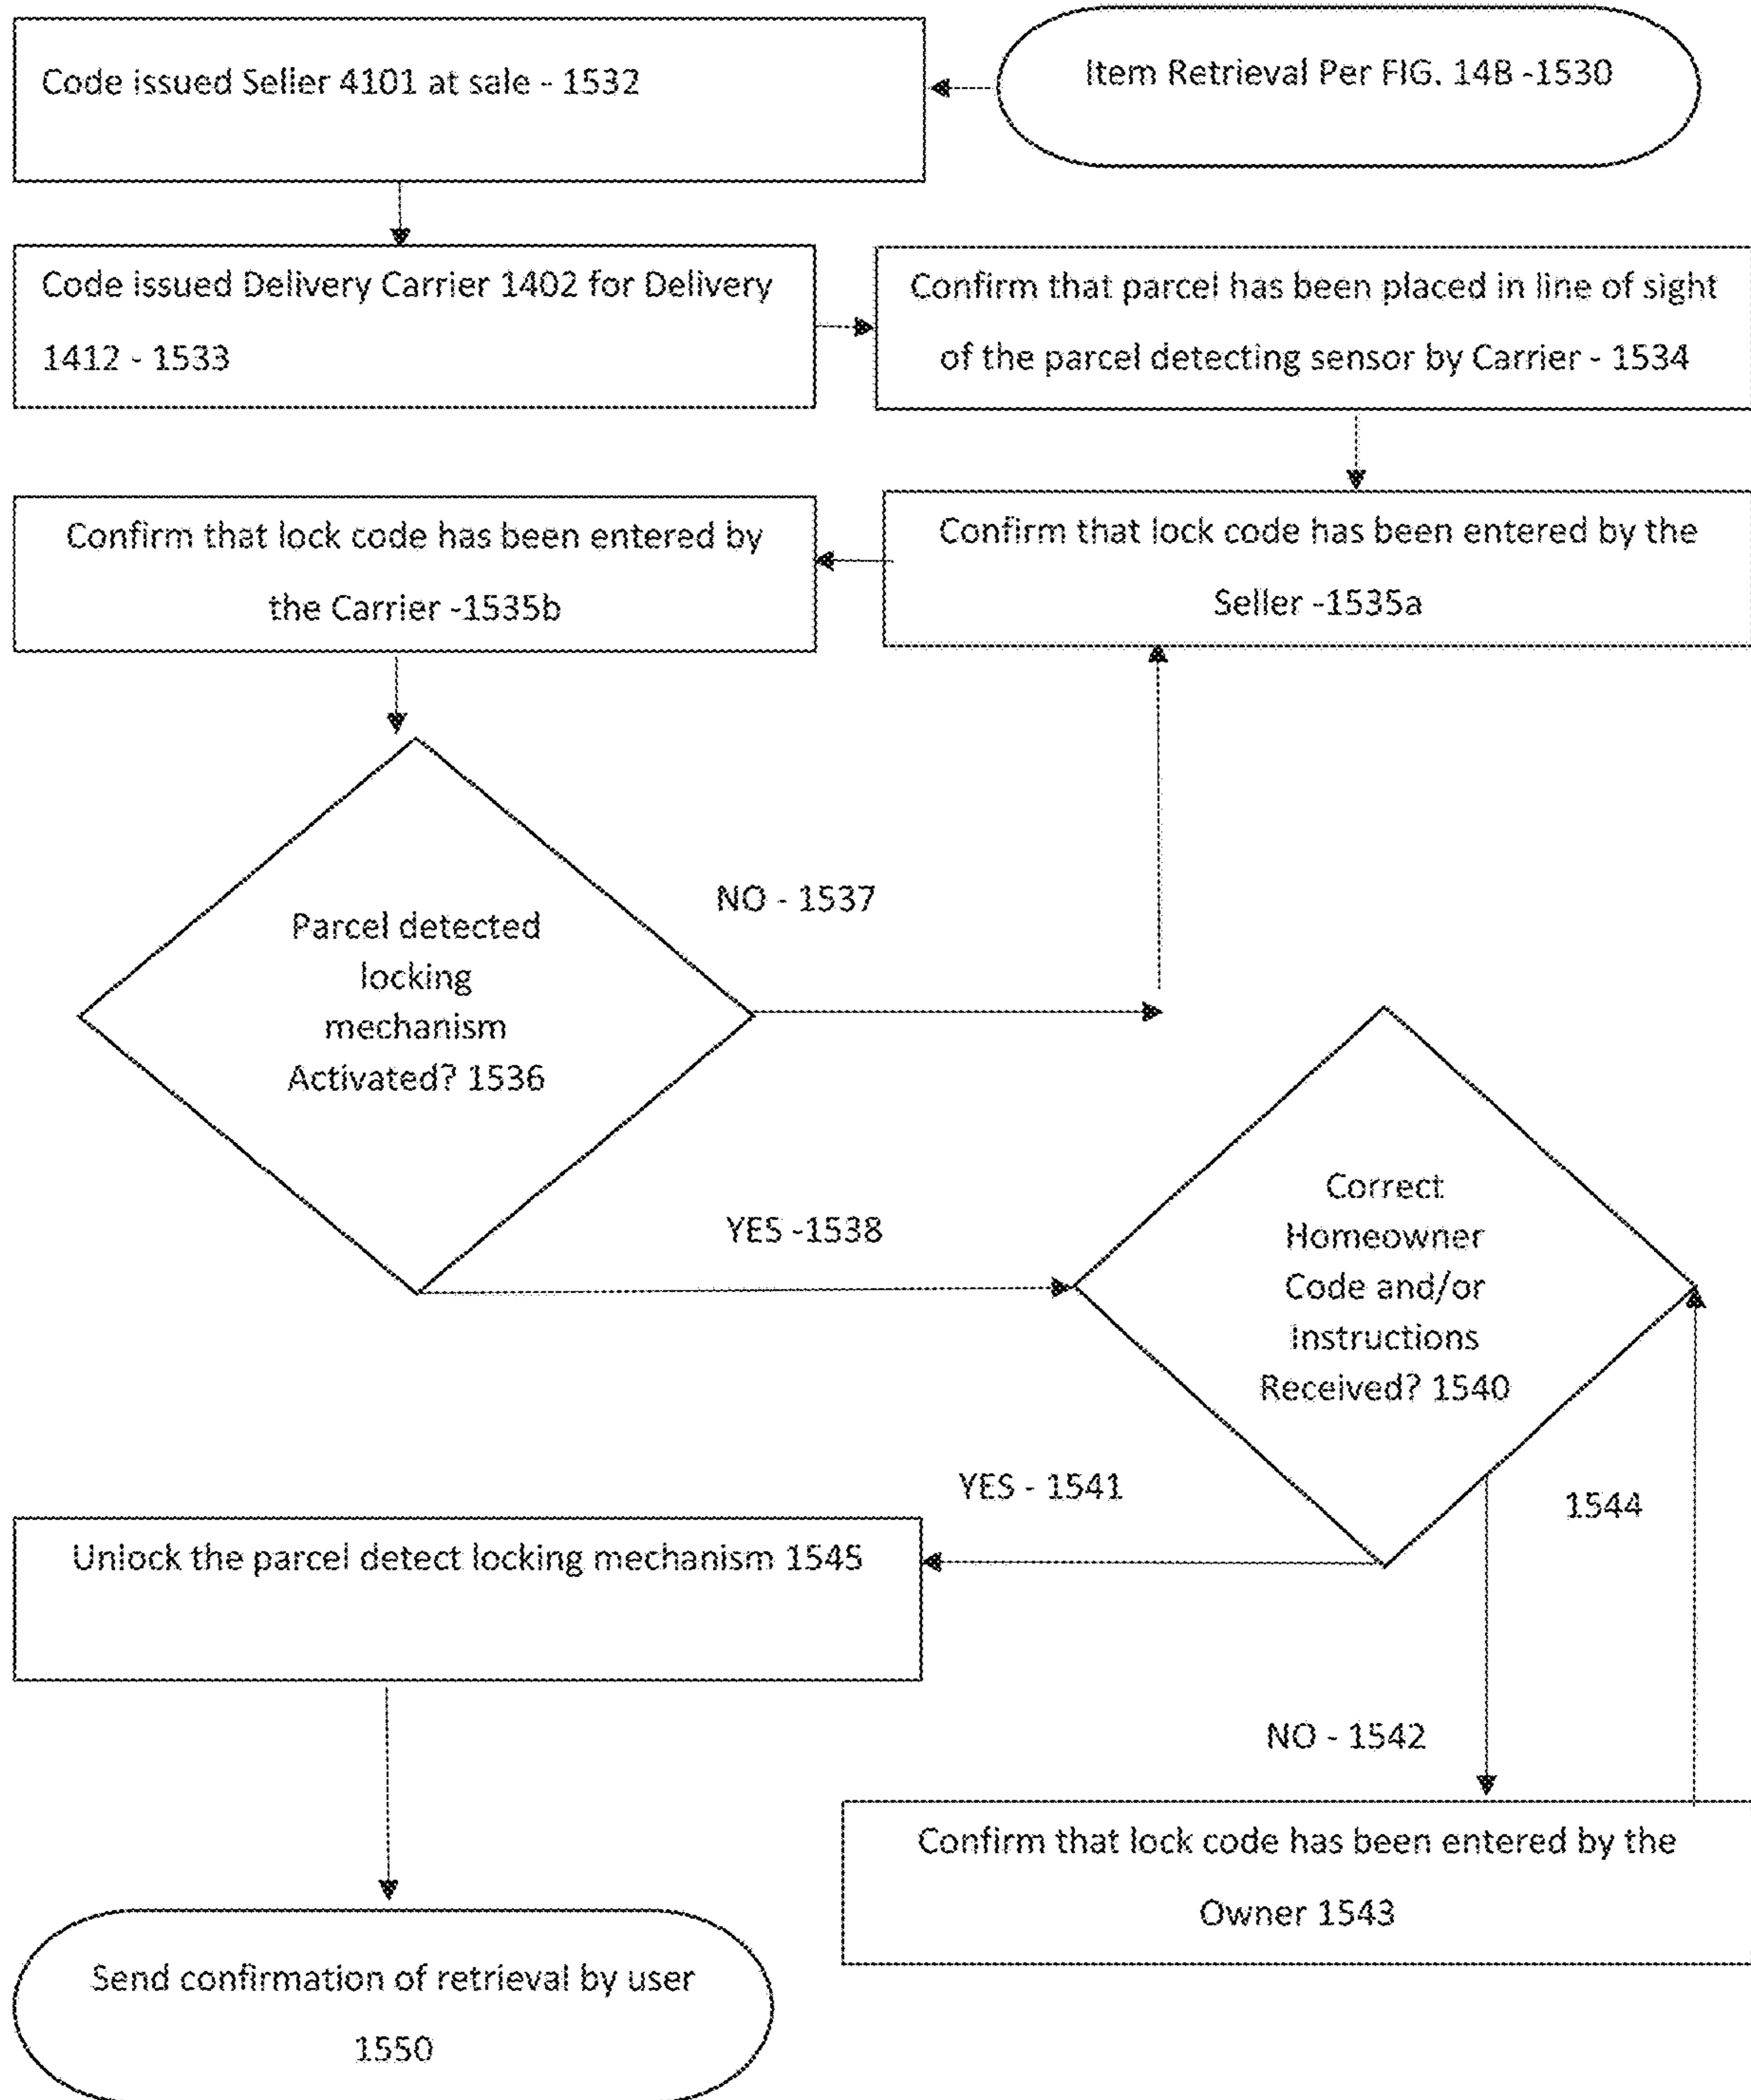 Item Retrieval Per FIG. 14B -1530
Code issued Seller 4101 at sale - 1532
Code issued Delivery Carrier 1402 for Delivery
1412 - 1533
Confirm that parcel has been placed in line of sight
of the parcel detecting sensor by Carrier - 1534
Confirm that lock code has been entered by the
Seller -1535a
Confirm that lock code has been entered by
the Carrier -1535b
Parcel detected
locking
mechanism
Activated? 1536
NO - 1537
YES -1538
Correct
Homeowner
Code and/or
Instructions
Received? 1540
YES - 1541
1544
Unlock the parcel detect locking mechanism 1545
NO - 1542
Confirm that lock code has been entered by the
Owner 1543
Send confirmation of retrieval by user
1550